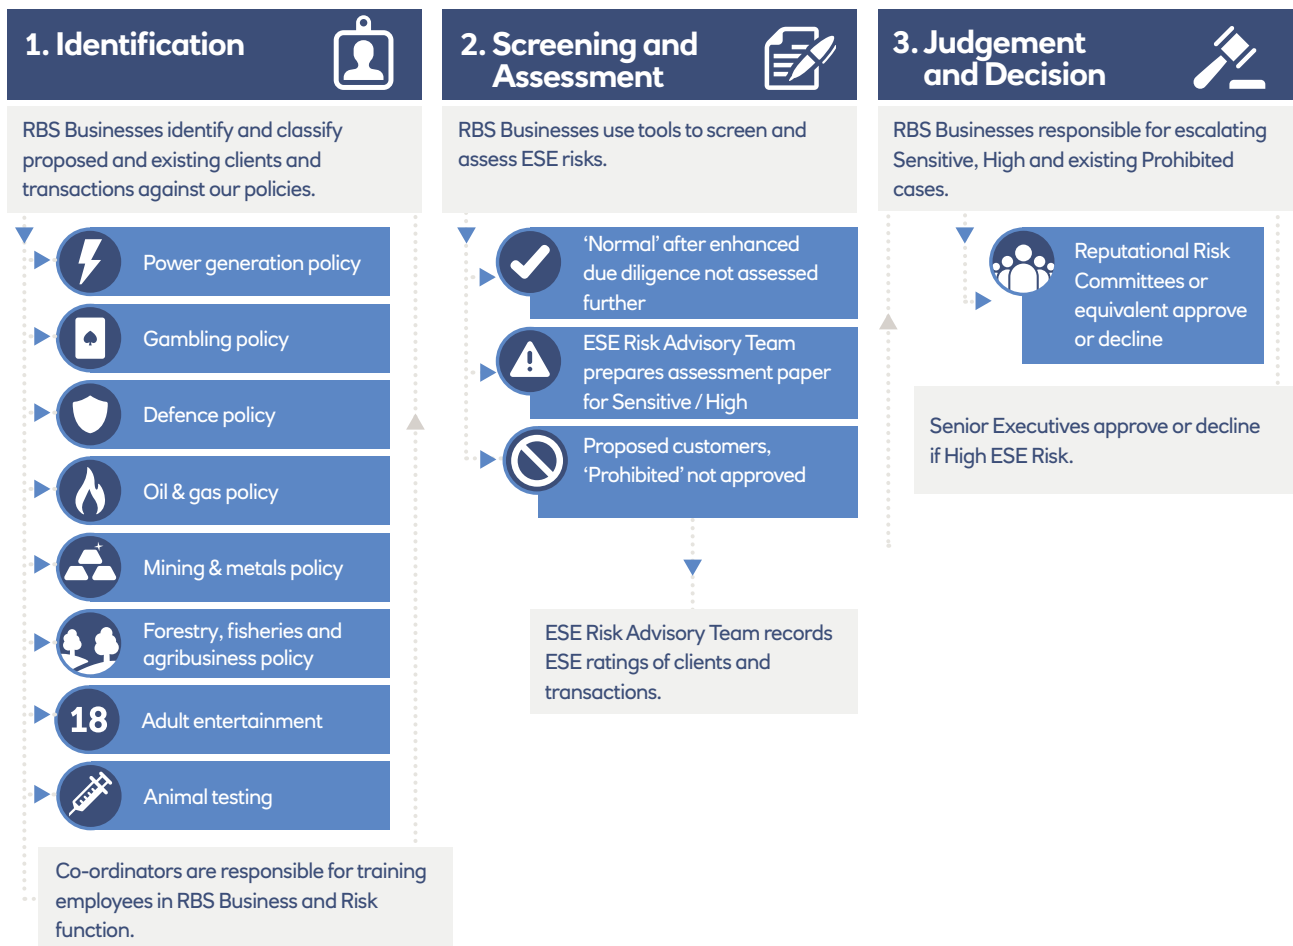 1. Identification
RBS Businesses identify and classify
proposed and existing clients and
transactions against our policies.
Power generation policy
Gambling policy
Defence policy
Oil & gas policy
Mining & metals policy
Forestry, fisheries and
agribusiness policy
18
Adult entertainment
Animal testing
Co-ordinators are responsible for training
employees in RBS Business and Risk
function.
2. Screening and
Assessment
RBS Businesses use tools to screen and
assess ESE risks.
‘Normal’ after enhanced
due diligence not assessed
further
ESE Risk Advisory Team
prepares assessment paper
for Sensitive / High
Proposed customers,
‘Prohibited’ not approved
ESE Risk Advisory Team records
ESE ratings of clients and
transactions.
3. Judgement
and Decision
RBS Businesses responsible for escalating
Sensitive, High and existing Prohibited
cases.
Reputational Risk
Committees or
equivalent approve
or decline
Senior Executives approve or decline
if High ESE Risk.